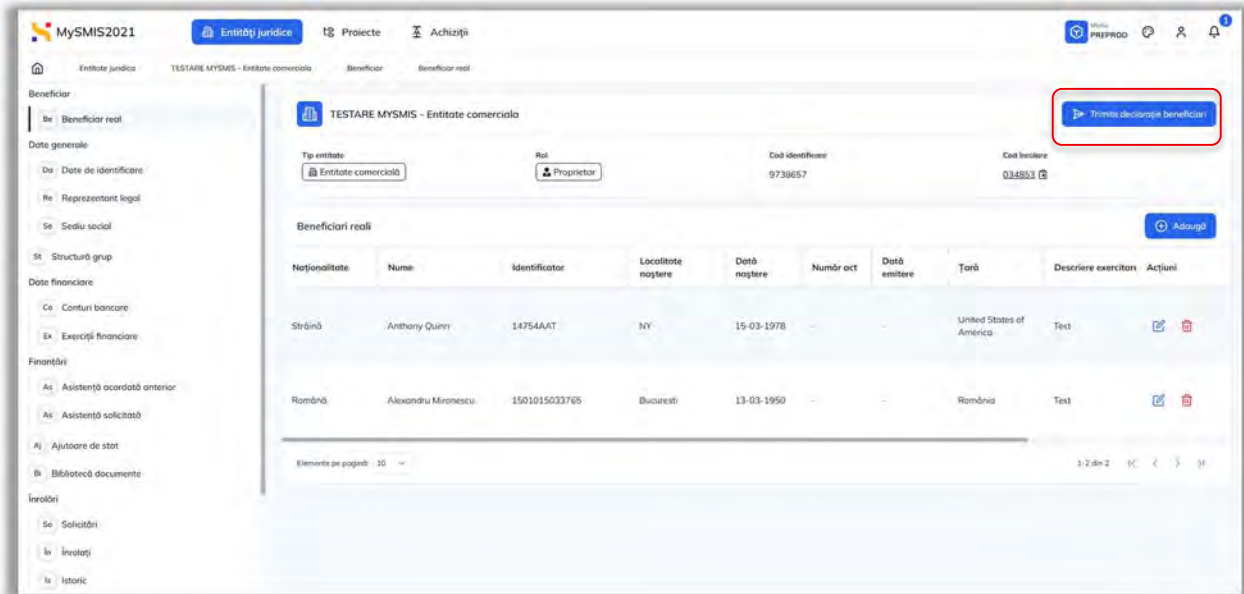 MySMIS2021
Entități juridice
Proiecte
Achiziții
Mediu
PREPROD
1
Entitate juridica
TESTARE MYSMIS - Entitate comerciala
Beneficiar
Beneficiar real
Beneficiar
Be Beneficiar real
Date generale
Da Date de identificare
Re Reprezentant legal
Se Sediu social
St Structură grup
Date financiare
Co Conturi bancare
Ex Exerciții financiare
Finanțări
As Asistență acordată anterior
As Asistență solicitată
Aj Ajutoare de stat
Bi Bibliotecă documente
Înrolări
So Solicitări
În Înrolați
Is Istoric
TESTARE MYSMIS - Entitate comerciala
Trimite declarație beneficiari
Tip entitate Rol Cod identificare Cod înrolare
Entitate comercială Proprietar 9738657 034853
Beneficiari reali
Adaugă
Naționalitate Nume Identificator Localitate naștere Dată naștere Număr act Dată emitere Țară Descriere exercitari Acțiuni
Străină Anthony Quinn 14754AAT NY 15-03-1978 - - United States of America Text
Română Alexandru Mironescu 1501015033765 Bucuresti 13-03-1950 - - România Text
Elemente pe pagină 10
1-2 din 2